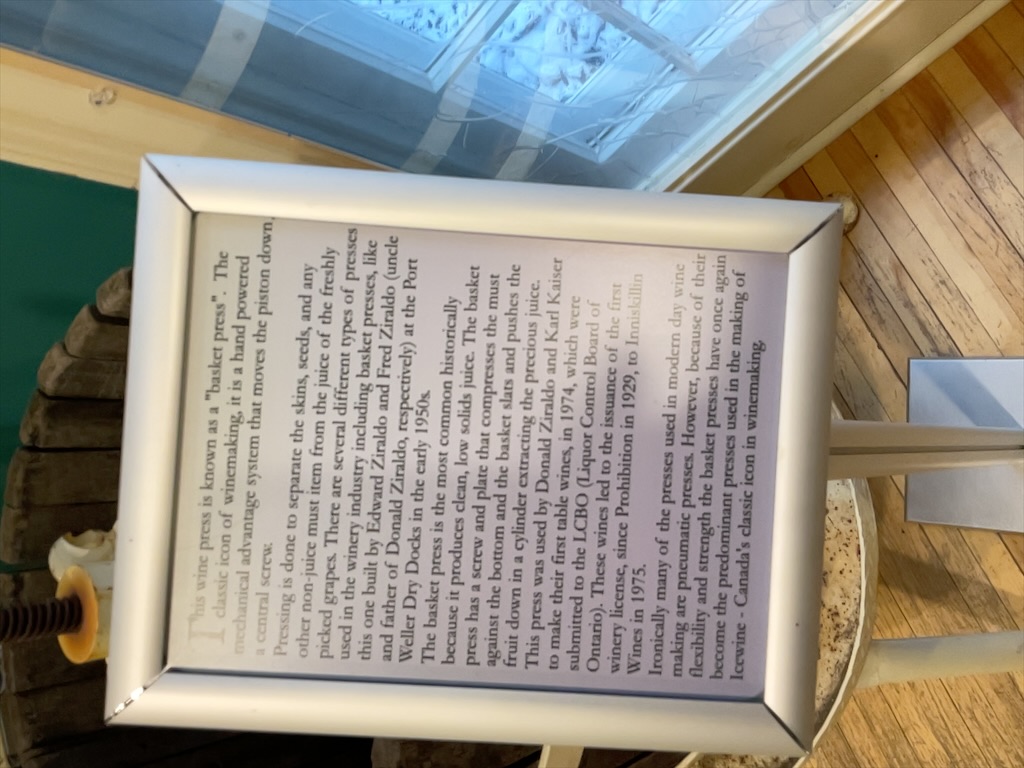 This wine press is known as a "basket press". The
classic icon of winemaking, it is a hand powered
mechanical advantage system that moves the piston down
a central screw.
Pressing is done to separate the skins, seeds, and any
other non-juice must item from the juice of the freshly
picked grapes. There are several different types of presses
used in the winery industry including basket presses, like
this one built by Edward Ziraldo and Fred Ziraldo (uncle
and father of Donald Ziraldo, respectively) at the Port
Weller Dry Docks in the early 1950s.
The basket press is the most common historically
because it produces clean, low solids juice. The basket
press has a screw and plate that compresses the must
against the bottom and the basket slats and pushes the
fruit down in a cylinder extracting the precious juice.
This press was used by Donald Ziraldo and Karl Kaiser
to make their first table wines, in 1974, which were
submitted to the LCBO (Liquor Control Board of
Ontario). These wines led to the issuance of the first
winery license, since Prohibition in 1929, to Inniskillin
Wines in 1975.
Ironically many of the presses used in modern day wine
making are pneumatic presses. However, because of their
flexibility and strength the basket presses have once again
become the predominant presses used in the making of
Icewine - Canada's classic icon in winemaking.